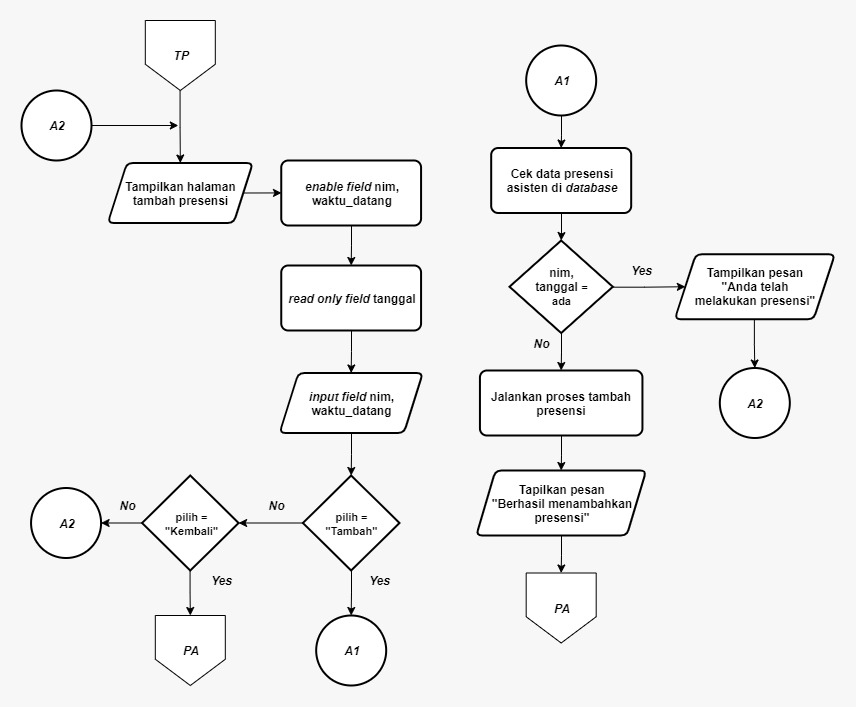 TP
A2
Tampilkan halaman
tambah presensi
enable field nim,
waktu_datang
read only field tanggal
input field nim,
waktu_datang
pilih =
"Tambah"
No
pilih =
"Kembali"
No
A2
Yes
PA
Yes
A1
A1
Cek data presensi
asisten di database
nim,
tanggal =
ada
Yes
Tampilkan pesan
"Anda telah
melakukan presensi"
A2
No
Jalankan proses tambah
presensi
Tapilkan pesan
"Berhasil menambahkan
presensi"
PA